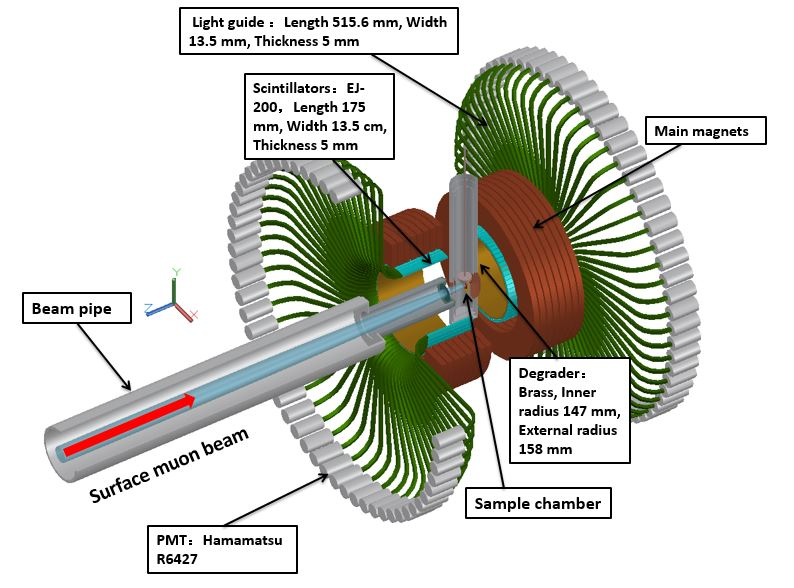 Light guide： Length 515.6 mm, Width
13.5 mm, Thickness 5 mm
Scintillators：EJ-
200， Length 175
mm, Width 13.5 cm,
Thickness 5 mm
Main magnets
Y
Z
X
Beam pipe
Degrader：
Brass, Inner
radius 147 mm,
External radius
158 mm
Surface muon beam
Sample chamber
PMT：Hamamatsu
R6427